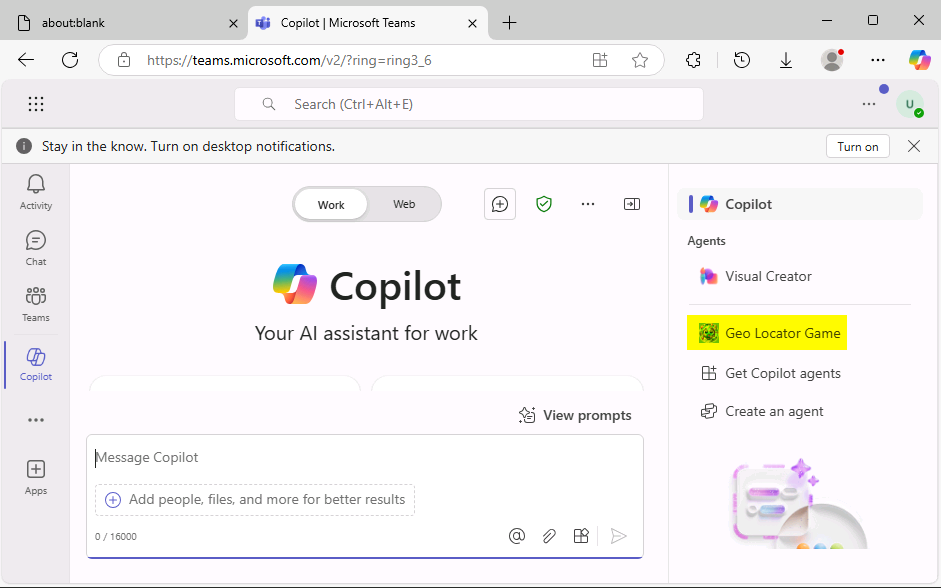 about:blank
Copilot | Microsoft Teams
https://teams.microsoft.com/v2/?ring=ring3_6
Search (Ctrl+Alt+E)
U
Stay in the know. Turn on desktop notifications.
Turn on
Activity
Chat
Teams
Copilot
Apps
Work
Web
Copilot
Your AI assistant for work
View prompts
Message Copilot
Add people, files, and more for better results
0 / 16000
Copilot
Agents
Visual Creator
Geo Locator Game
Get Copilot agents
Create an agent